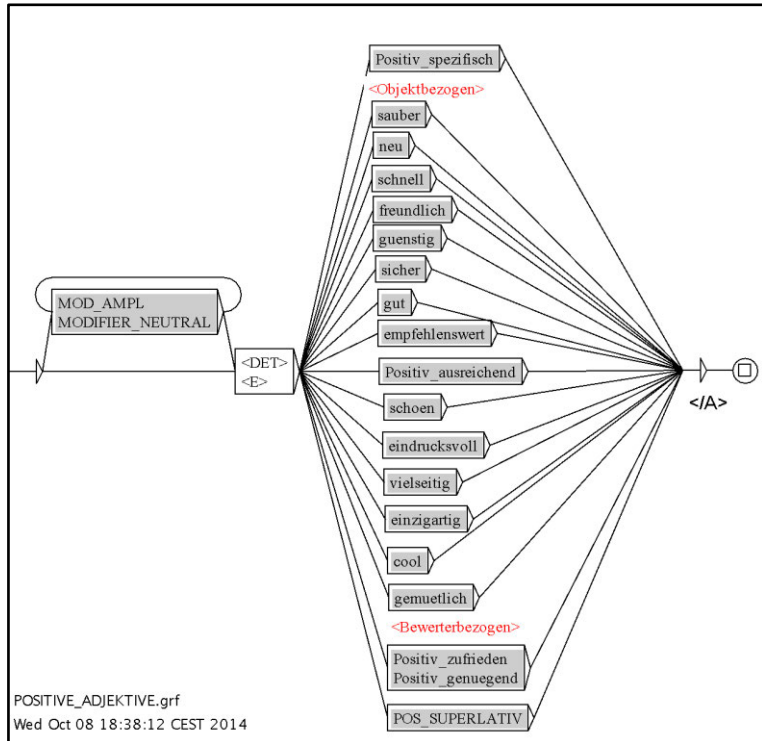 Positiv_spezifisch
<Objektbezogen>
sauber
neu
schnell
freundlich
guenstig
sicher
gut
empfehlenswert
Positiv_ausreichend
schoen
eindrucksvoll
vielseitig
einzigartig
cool
gemuetlich
<Bewerterbezogen>
Positiv_zufrieden
Positiv_genuegend
POS_SUPERLATIV
MOD_AMPL
MODIFIER_NEUTRAL
<DET>
<E>
</A>
POSITIVE_ADJEKTIVE.grf
Wed Oct 08 18:38:12 CEST 2014